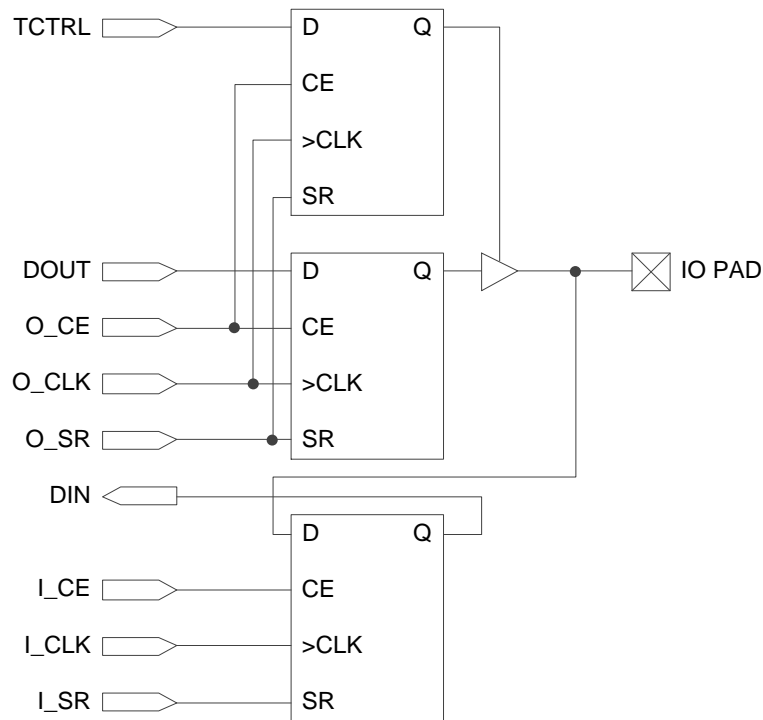 TCTRL
D Q
CE
>CLK
SR
DOUT
D Q
IO PAD
O_CE
CE
O_CLK
>CLK
O_SR
SR
DIN
D Q
I_CE
CE
I_CLK
>CLK
I_SR
SR